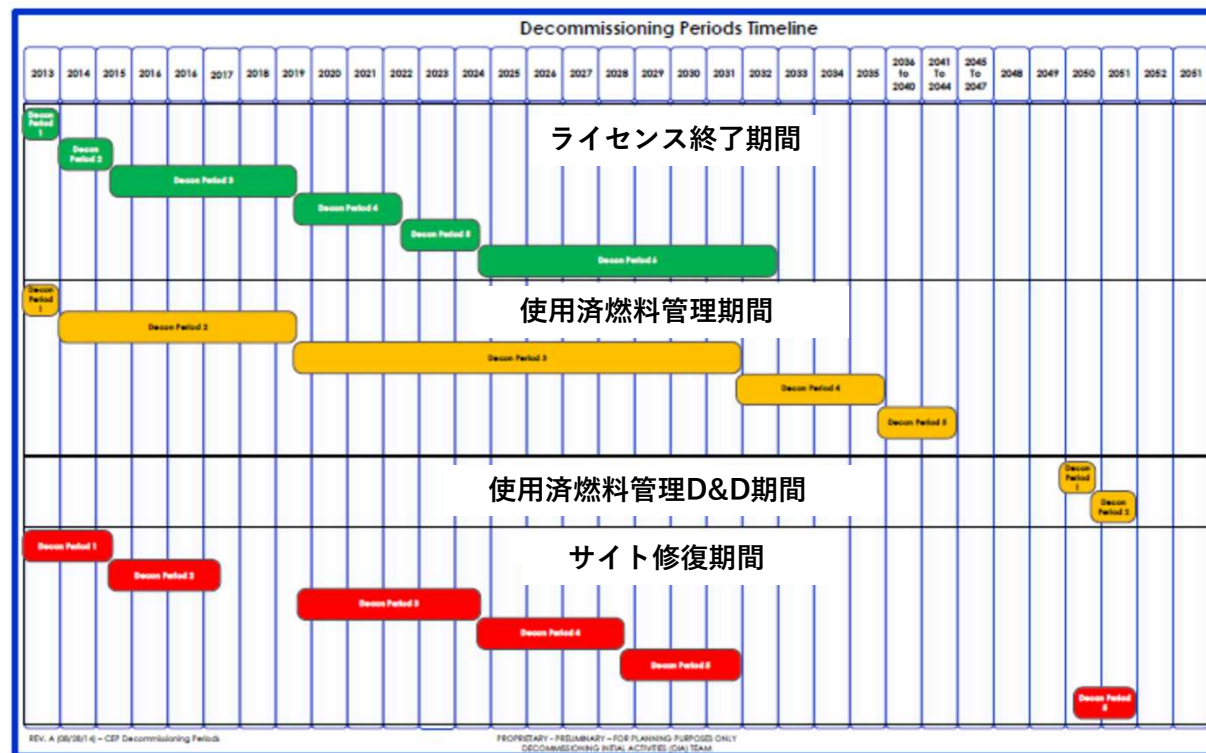 Decommissioning Periods Timeline
2013 2014 2015 2016 2016 2017 2018 2019 2020 2021 2022 2023 2024 2025 2026 2027 2028 2029 2030 2031 2032 2033 2034 2035 2036 to 2040 2041 To 2044 2045 To 2047 2048 2049 2050 2051 2052 2051
ライセンス終了期間
Decon Period 1
Decon Period 2
Decon Period 3
Decon Period 4
Decon Period 5
Decon Period 6
使用済燃料管理期間
Decon Period 1
Decon Period 2
Decon Period 3
Decon Period 4
Decon Period 5
使用済燃料管理D&D期間
Decon Period 1
Decon Period 2
サイト修復期間
Decon Period 1
Decon Period 2
Decon Period 3
Decon Period 4
Decon Period 5
Decon Period
REV. A (08/28/14) – CEP Decommissioning Periods
PROPRIETARY - PRELIMINARY – FOR PLANNING PURPOSES ONLY
DECOMMISSIONING INITIAL ACTIVITIES (DIA) TEAM